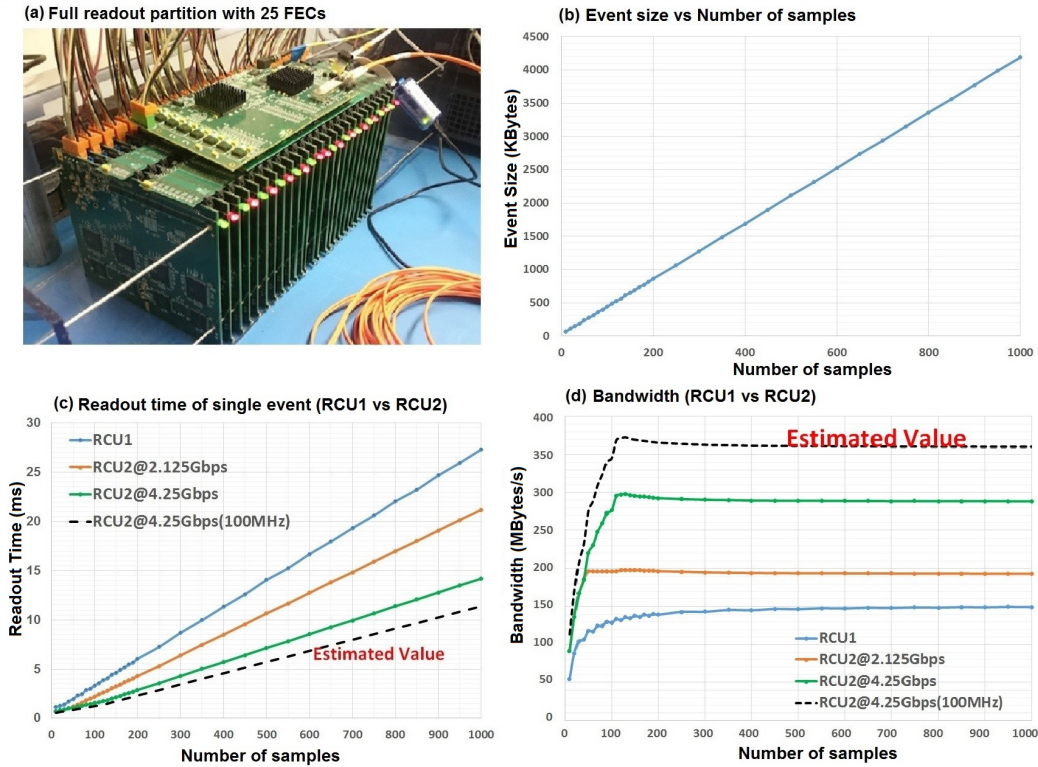 (a) Full readout partition with 25 FECs
(b) Event size vs Number of samples
Event Size (KBytes)
4500
4000
3500
3000
2500
2000
1500
1000
500
0
0 200 400 600 800 1000
Number of samples
(c) Readout time of single event (RCU1 vs RCU2)
Readout Time (ms)
30
25
20
15
10
5
0
RCU1
RCU2@2.125Gbps
RCU2@4.25Gbps
RCU2@4.25Gbps(100MHz)
Estimated Value
0 100 200 300 400 500 600 700 800 900 1000
Number of samples
(d) Bandwidth (RCU1 vs RCU2)
Bandwidth (MBytes/s)
400
350
300
250
200
150
100
50
0
Estimated Value
RCU1
RCU2@2.125Gbps
RCU2@4.25Gbps
RCU2@4.25Gbps(100MHz)
0 100 200 300 400 500 600 700 800 900 1000
Number of samples